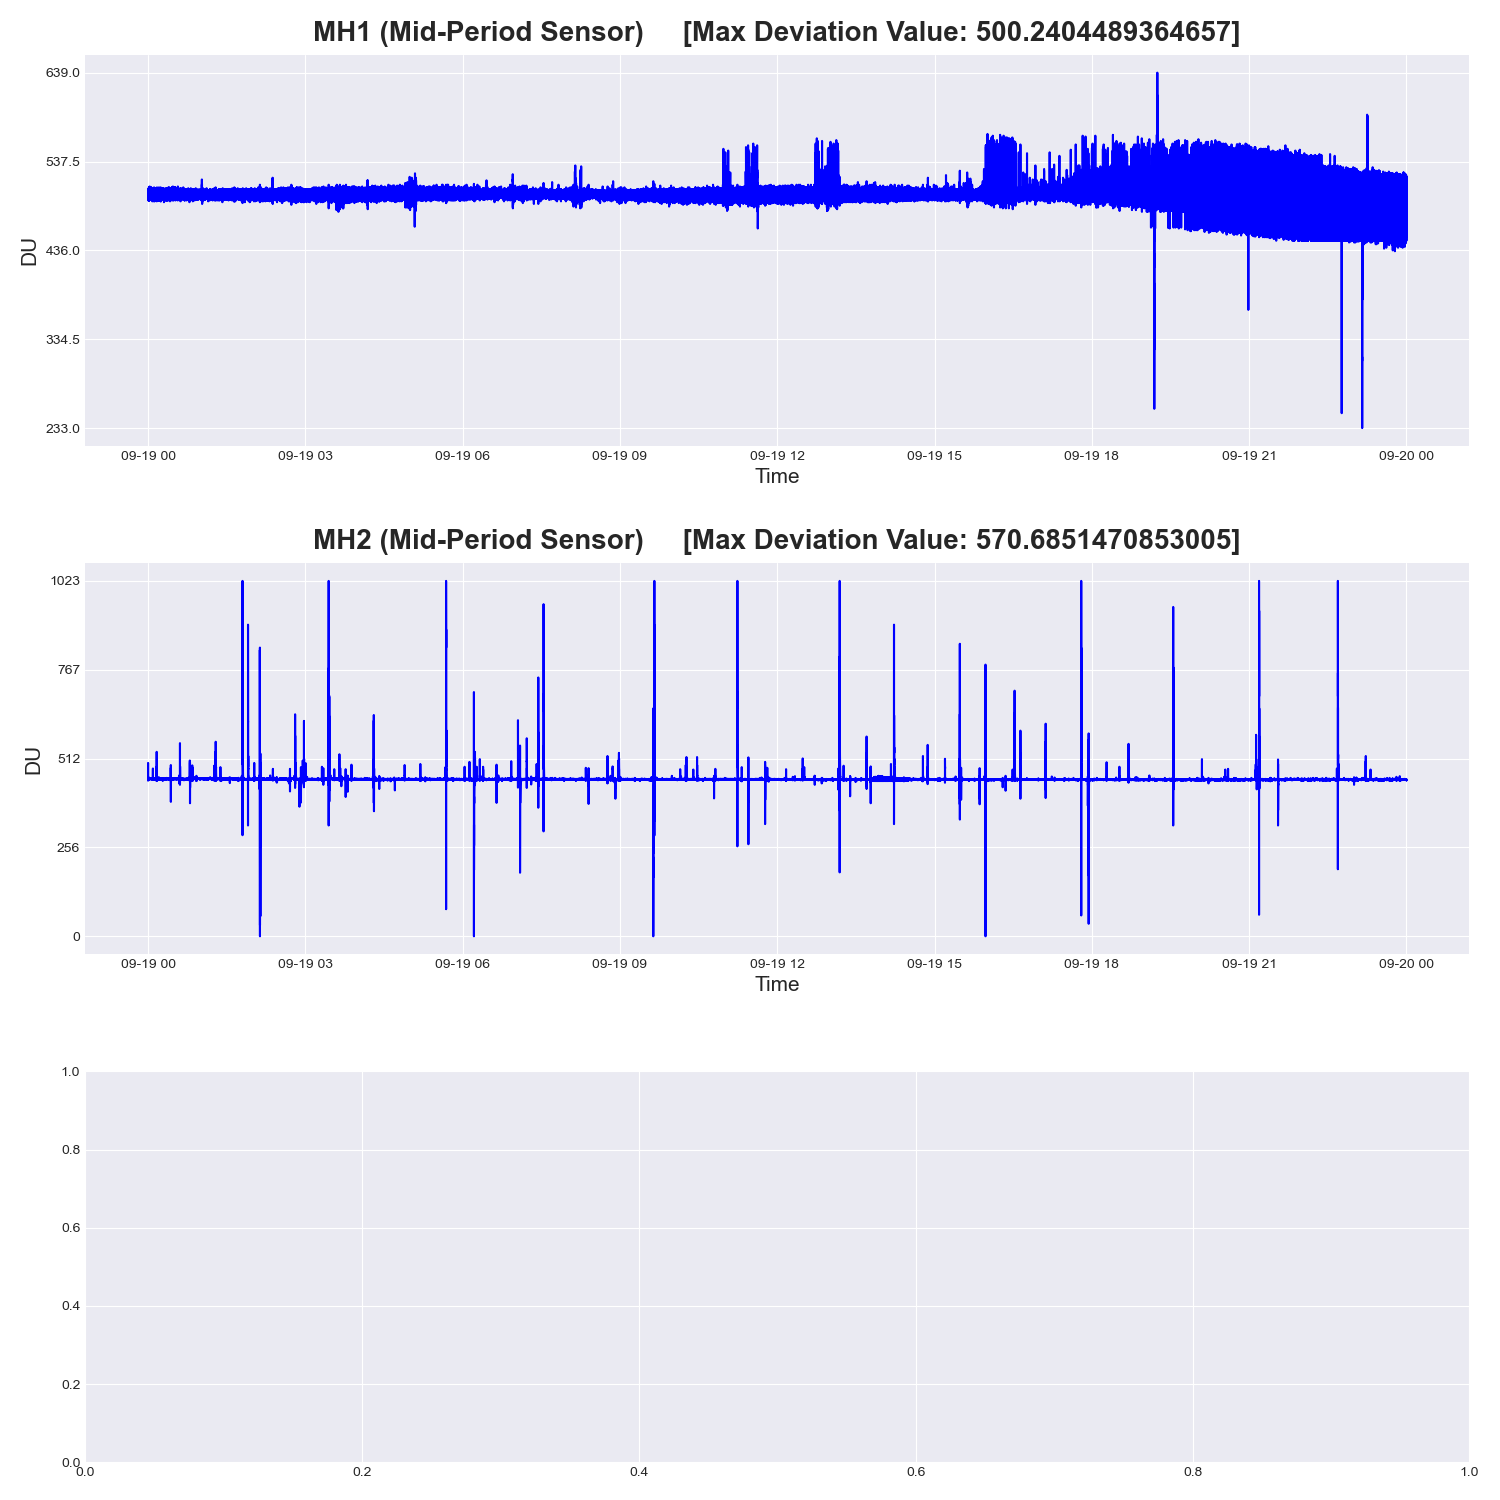 MH1 (Mid-Period Sensor) [Max Deviation Value: 500.2404489364657]
639.0
537.5
436.0
334.5
233.0
DU
09-19 00 09-19 03 09-19 06 09-19 09 09-19 12 09-19 15 09-19 18 09-19 21 09-20 00
Time
MH2 (Mid-Period Sensor) [Max Deviation Value: 570.6851470853005]
1023
767
512
256
0
DU
09-19 00 09-19 03 09-19 06 09-19 09 09-19 12 09-19 15 09-19 18 09-19 21 09-20 00
Time
1.0
0.8
0.6
0.4
0.2
0.0
0.0 0.2 0.4 0.6 0.8 1.0